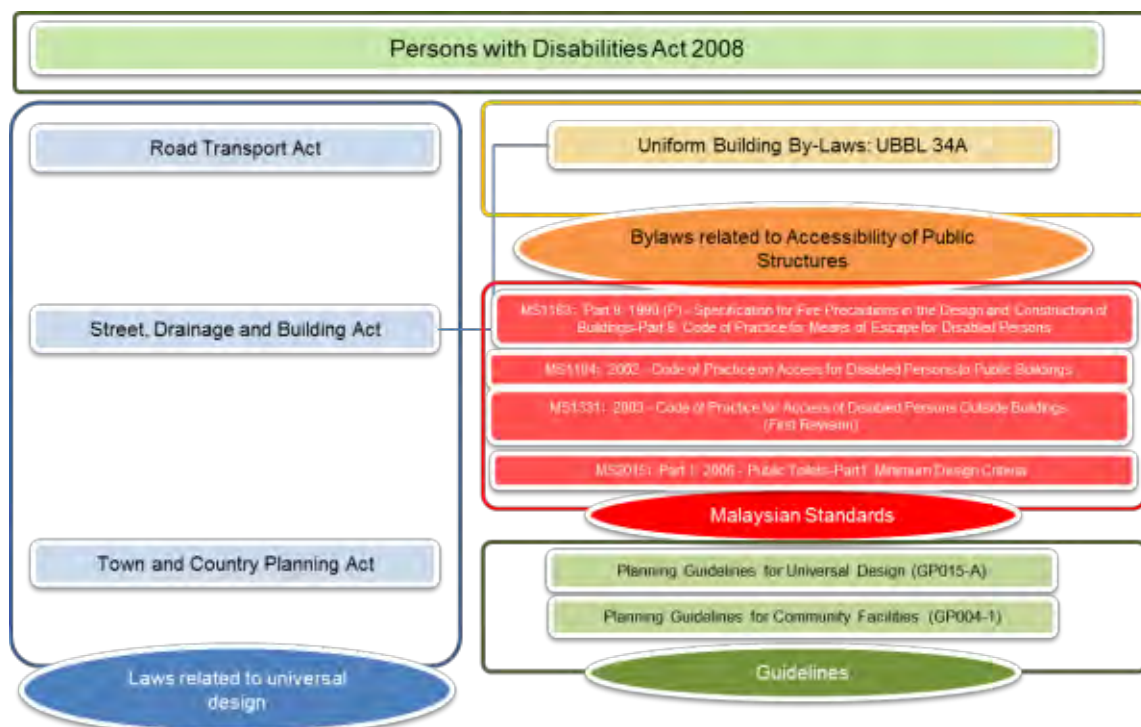 Persons with Disabilities Act 2008
Road Transport Act
Street, Drainage and Building Act
Town and Country Planning Act
Laws related to universal
design
Uniform Building By-Laws: UBBL 34A
Bylaws related to Accessibility of Public
Structures
MS1183: Part 8: 1990 (P) - Specification for Fire Precautions in the Design and Construction of
Buildings-Part 8: Code of Practice for Means of Escape for Disabled Persons
MS1184: 2002 - Code of Practice on Access for Disabled Persons to Public Buildings
MS1331: 2003 - Code of Practice for Access of Disabled Persons Outside Buildings
(First Revision)
MS2015: Part 1: 2006 - Public Toilets-Part1: Minimum Design Criteria
Malaysian Standards
Planning Guidelines for Universal Design (GP015-A)
Planning Guidelines for Community Facilities (GP004-1)
Guidelines